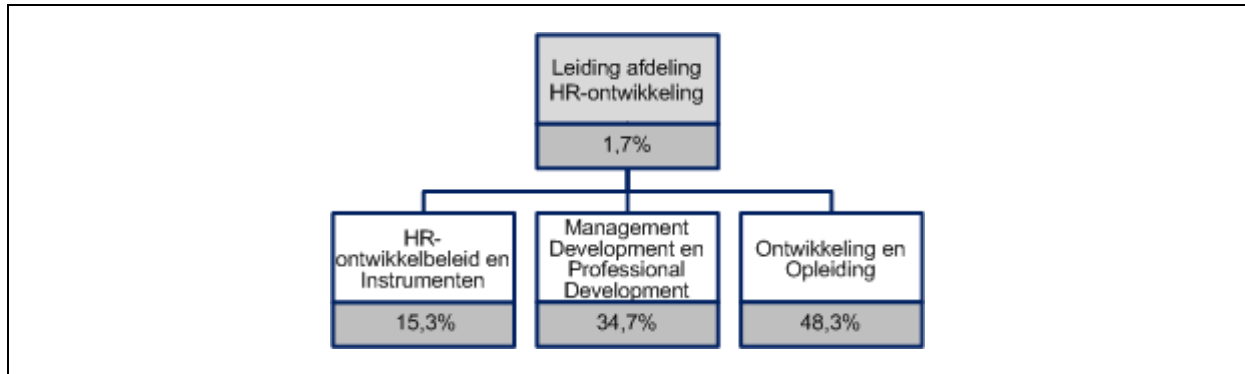 Leiding afdeling
HR-ontwikkeling
1,7%
HR-
ontwikkelbeleid en
Instrumenten
15,3%
Management
Development en
Professional
Development
34,7%
Ontwikkeling en
Opleiding
48,3%